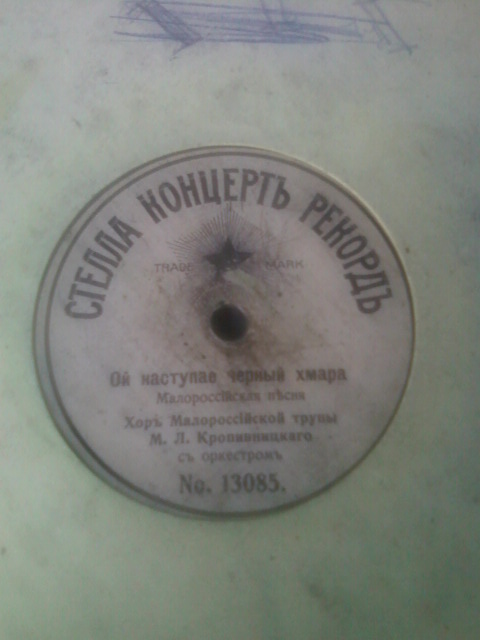 СТЕЛЛА КОНЦЕРТЪ РЕКОРДЪ
TRADE MARK
Ой наступае черный хмара
Малороссійская пѣсня
Хоръ Малороссійской трупы
М. Л. Кропивницкаго
съ оркестромъ
No. 13085.